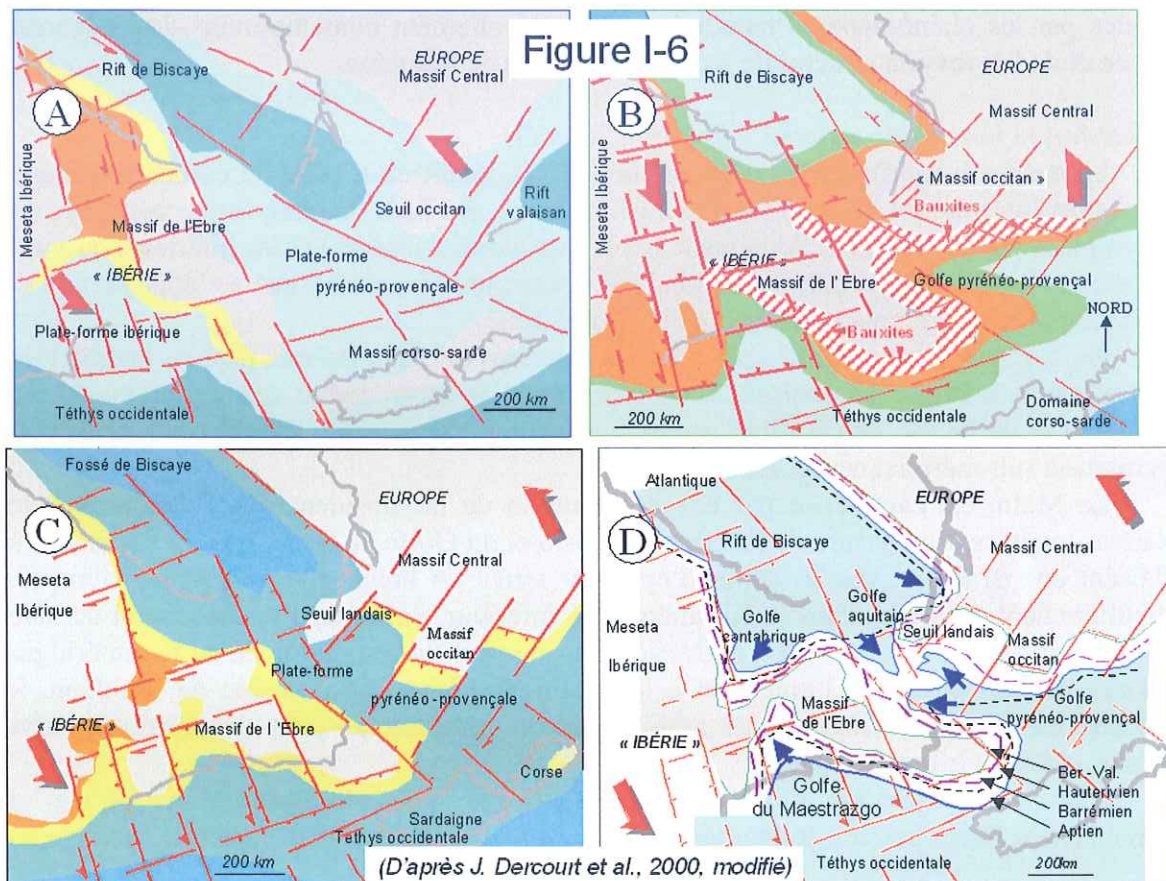 Figure I-6
A
Rift de Biscaye
EUROPE
Massif Central
Meseta Ibérique
Massif de l'Ebre
Seuil occitan
Rift
valaisan
Plate-forme
pyrénéo-provençale
« IBÉRIE »
Plate-forme ibérique
Massif corso-sarde
Téthys occidentale
200 km
B
Rift de Biscaye
EUROPE
Massif Central
Meseta Ibérique
« Massif occitan »
Bauxites
« IBÉRIE »
Massif de l' Ebre
Golfe pyrénéo-provençal
Bauxites
NORD
200 km
Téthys occidentale
Domaine
corso-sarde
C
Fossé de Biscaye
EUROPE
Massif Central
Meseta
Ibérique
Seuil landais
Massif
occitan
Plate-forme
pyrénéo-provençale
« IBÉRIE »
Massif de l 'Ebre
Corse
Sardaigne
Téthys occidentale
200 km
D
Atlantique
EUROPE
Rift de Biscaye
Massif Central
Meseta
Ibérique
Golfe
cantabrique
Golfe
aquitain
Seuil landais
Massif
occitan
Massif
de l'Ebre
Golfe
pyrénéo-provençal
« IBÉRIE »
Golfe
du Maestrazgo
Ber.-Val.
Hauterivien
Barrémien
Aptien
Téthys occidentale
200km
(D'après J. Dercourt et al., 2000, modifié)